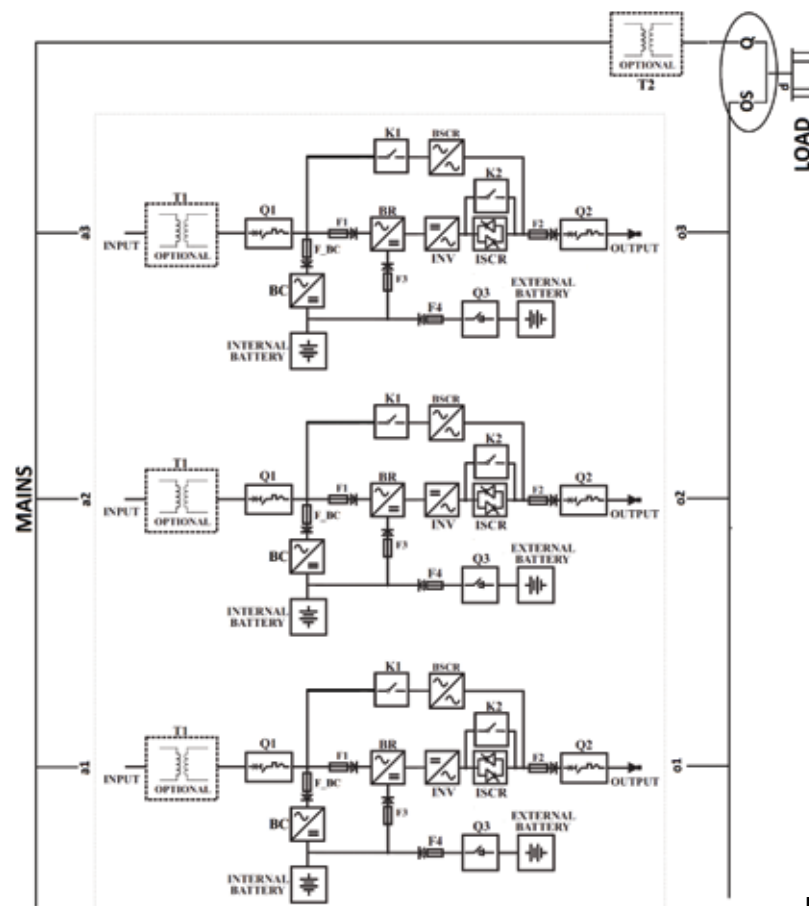 OPTIONAL
T2
Q
OS
d
LOAD
MAINS
a3
INPUT
T1
OPTIONAL
Q1
K1
BSCR
K2
F1
BR
INV
ISCR
F2
Q2
OUTPUT
o3
F_BC
BC
F3
F4
Q3
EXTERNAL
BATTERY
INTERNAL
BATTERY
a2
INPUT
T1
OPTIONAL
Q1
K1
BSCR
K2
F1
BR
INV
ISCR
F2
Q2
OUTPUT
o2
F_BC
BC
F3
F4
Q3
EXTERNAL
BATTERY
INTERNAL
BATTERY
a1
INPUT
T1
OPTIONAL
Q1
K1
BSCR
K2
F1
BR
INV
ISCR
F2
Q2
OUTPUT
o1
F_BC
BC
F3
F4
Q3
EXTERNAL
BATTERY
INTERNAL
BATTERY